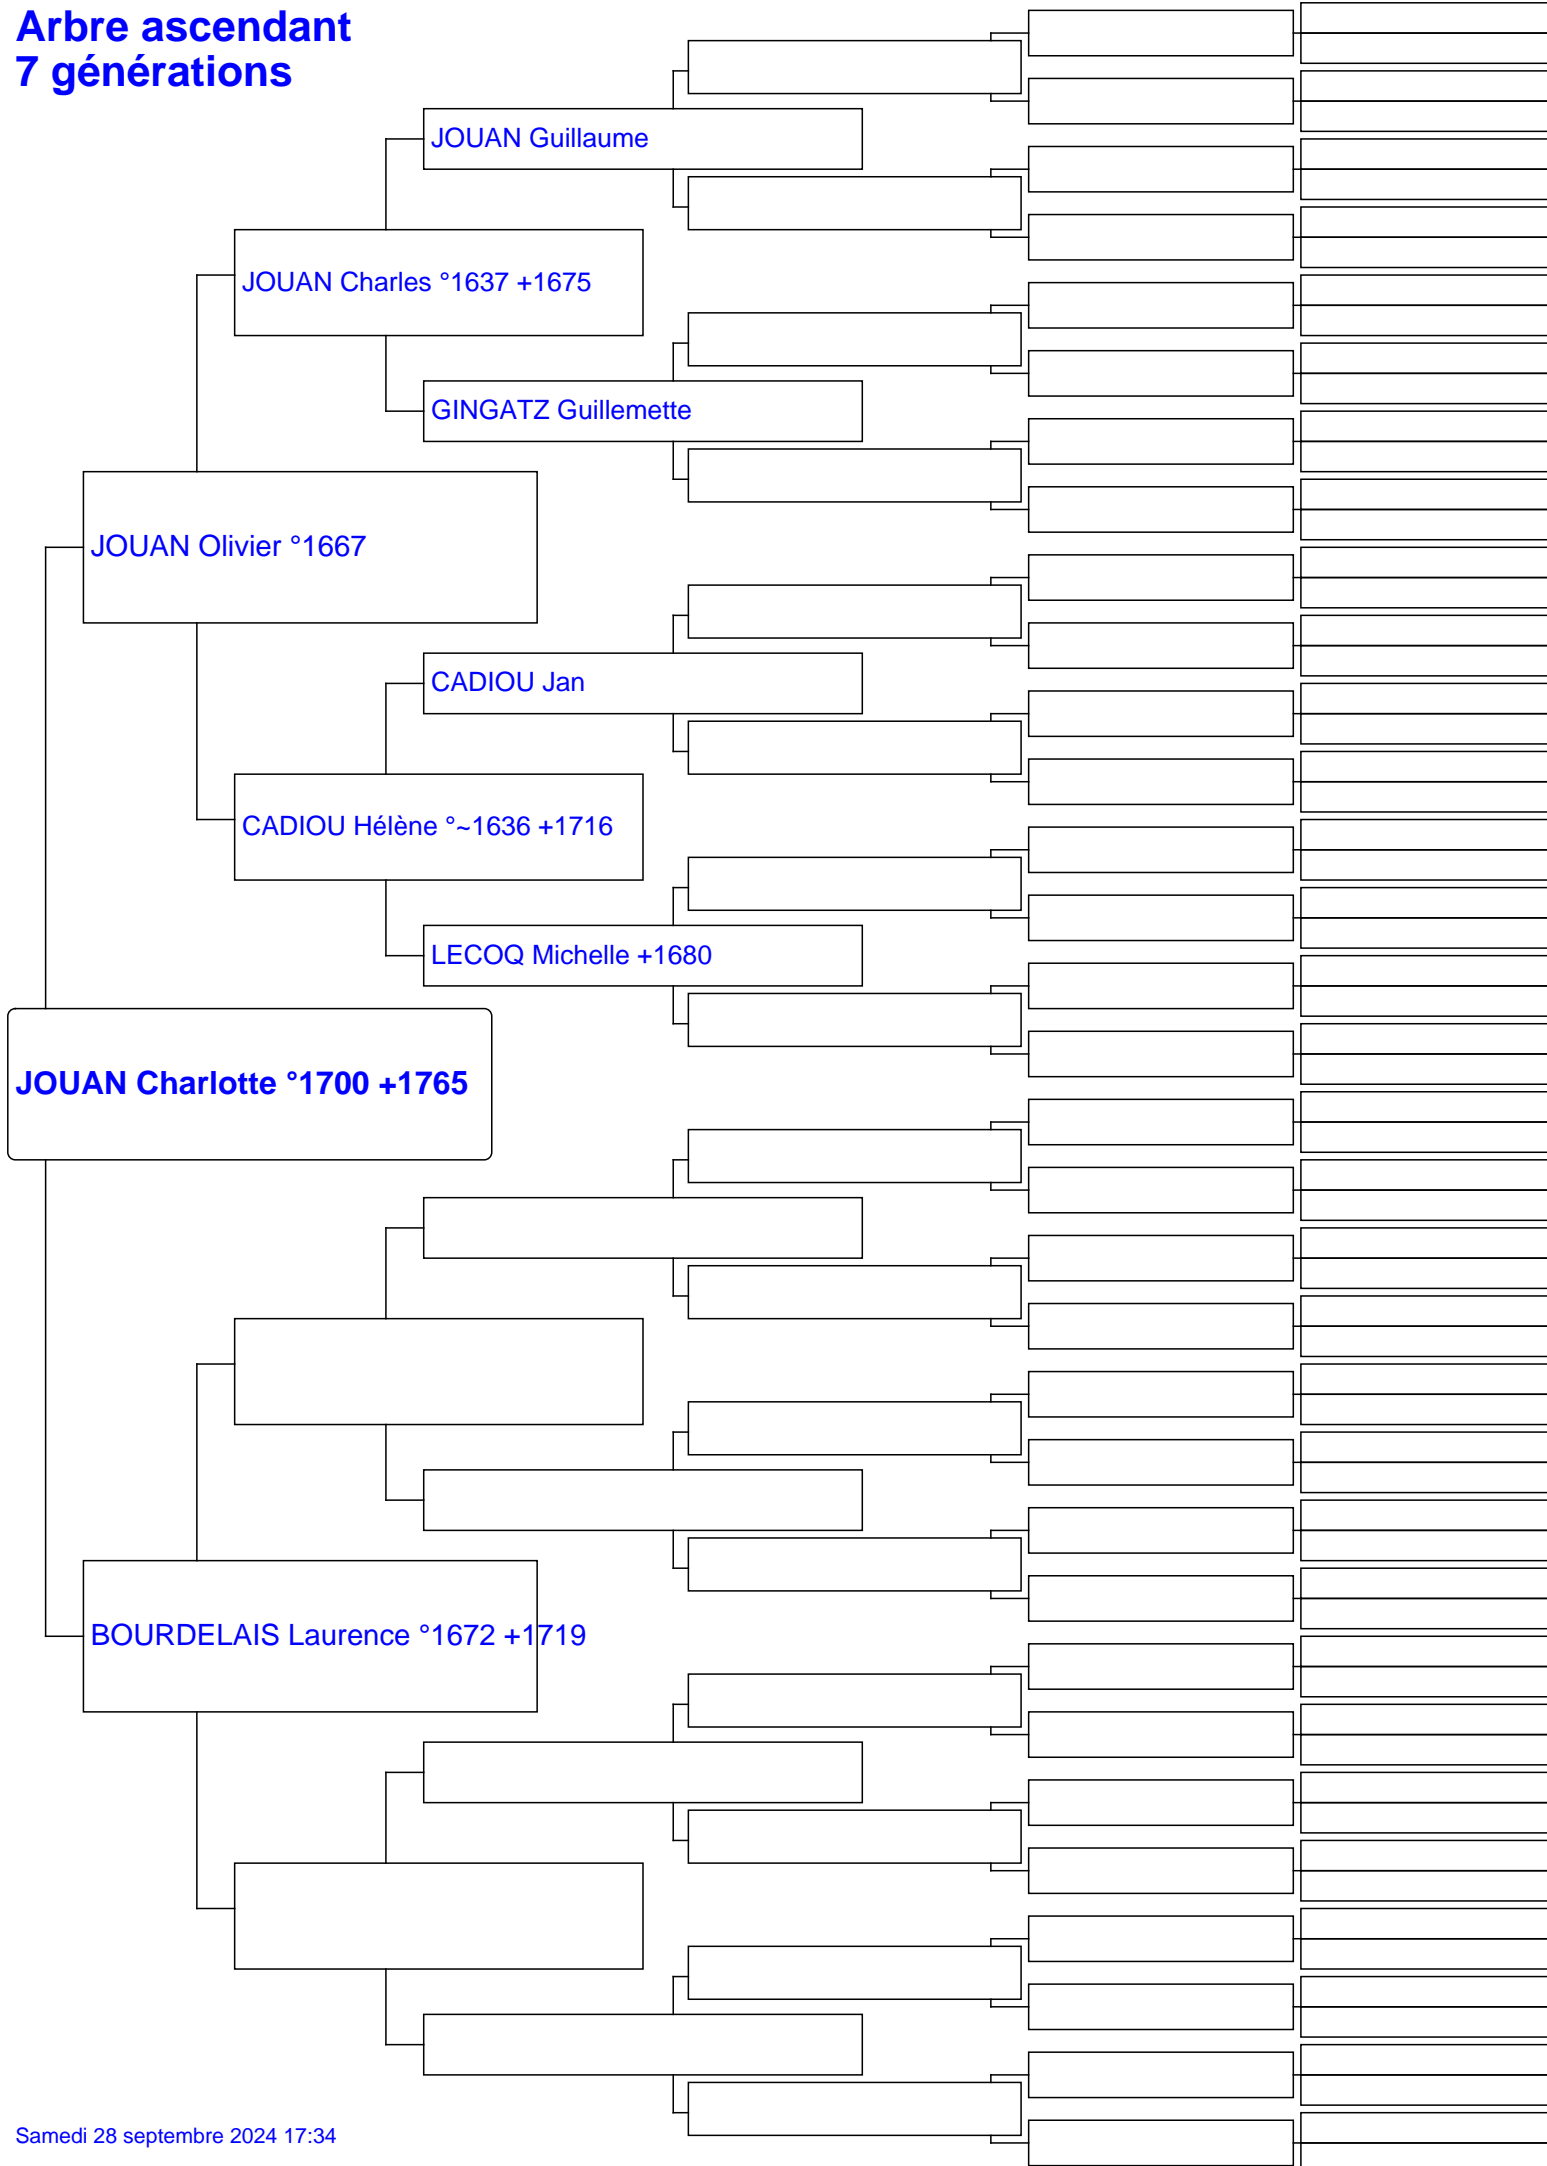 Arbre ascendant
7 générations
JOUAN Guillaume
JOUAN Charles °1637 +1675
GINGATZ Guillemette
JOUAN Olivier °1667
CADIOU Jan
CADIOU Hélène °~1636 +1716
LECOQ Michelle +1680
JOUAN Charlotte °1700 +1765
BOURDELAIS Laurence °1672 +1719
Samedi 28 septembre 2024 17:34